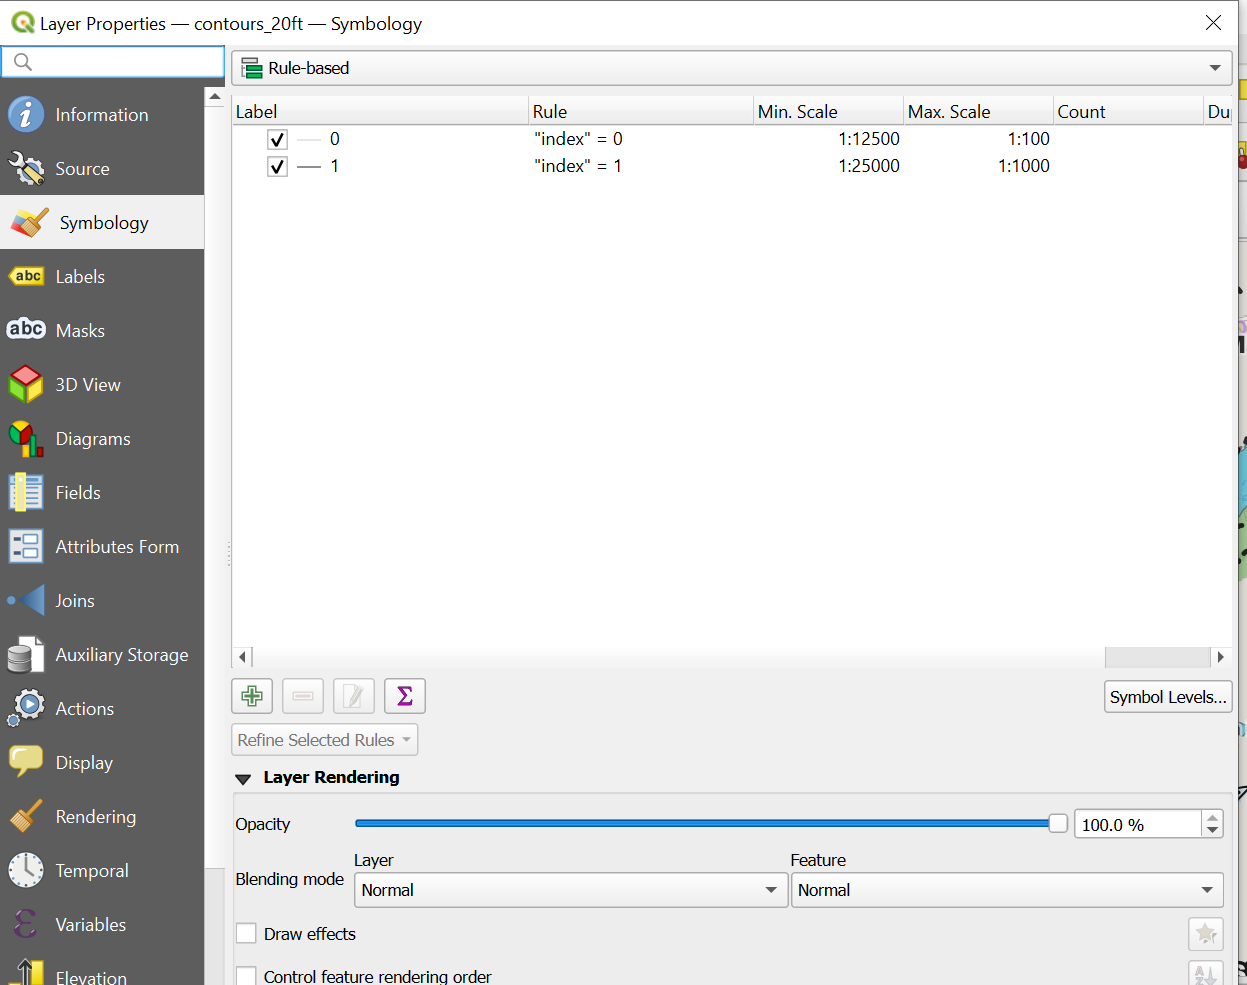 Layer Properties — contours_20ft — Symbology
Rule-based
Information
Source
Symbology
abc Labels
abc Masks
3D View
Diagrams
Fields
Attributes Form
Joins
Auxiliary Storage
Actions
Display
Rendering
Temporal
Variables
Elevation
Label Rule Min. Scale Max. Scale Count Du
0 "index" = 0 1:12500 1:100
1 "index" = 1 1:25000 1:1000
Σ
Symbol Levels...
Refine Selected Rules
Layer Rendering
Opacity 100.0 %
Layer Feature
Blending mode Normal Normal
Draw effects
Control feature rendering order